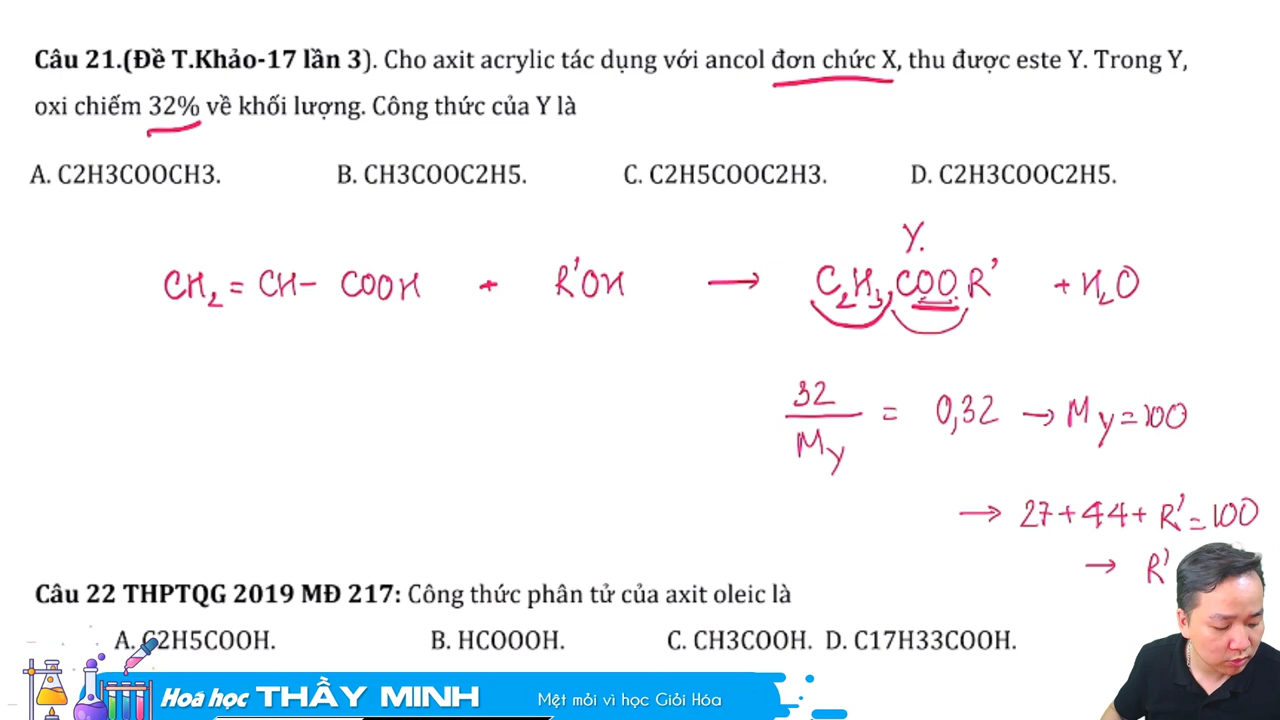 Câu 21.(Đề T.Khảo-17 lần 3). Cho axit acrylic tác dụng với ancol đơn chức X, thu được este Y. Trong Y,
oxi chiếm 32% về khối lượng. Công thức của Y là
A. C2H3COOCH3. B. CH3COOC2H5. C. C2H5COOC2H3. D. C2H3COOC2H5.
Y.
CH₂ = CH – COOH + R'OH → C₂H₃COOR' + H₂O
32/My = 0,32 → My = 100
→ 27 + 44 + R' = 100
→ R'
Câu 22 THPTQG 2019 MĐ 217: Công thức phân tử của axit oleic là
A. C2H5COOH. B. HCOOOH. C. CH3COOH. D. C17H33COOH.
Hoá học THẦY MINH Mệt mỏi vì học Giỏi Hóa